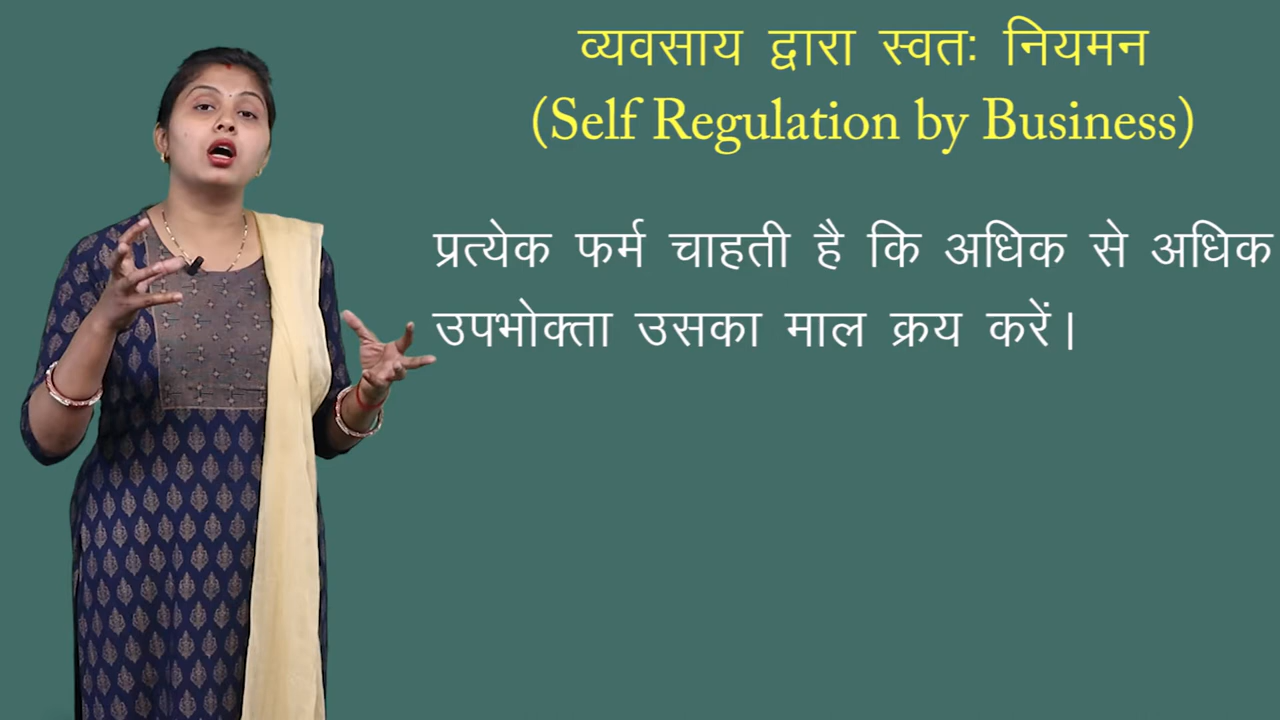 व्यवसाय द्वारा स्वतः नियमन
(Self Regulation by Business)
प्रत्येक फर्म चाहती है कि अधिक से अधिक
उपभोक्ता उसका माल क्रय करें।